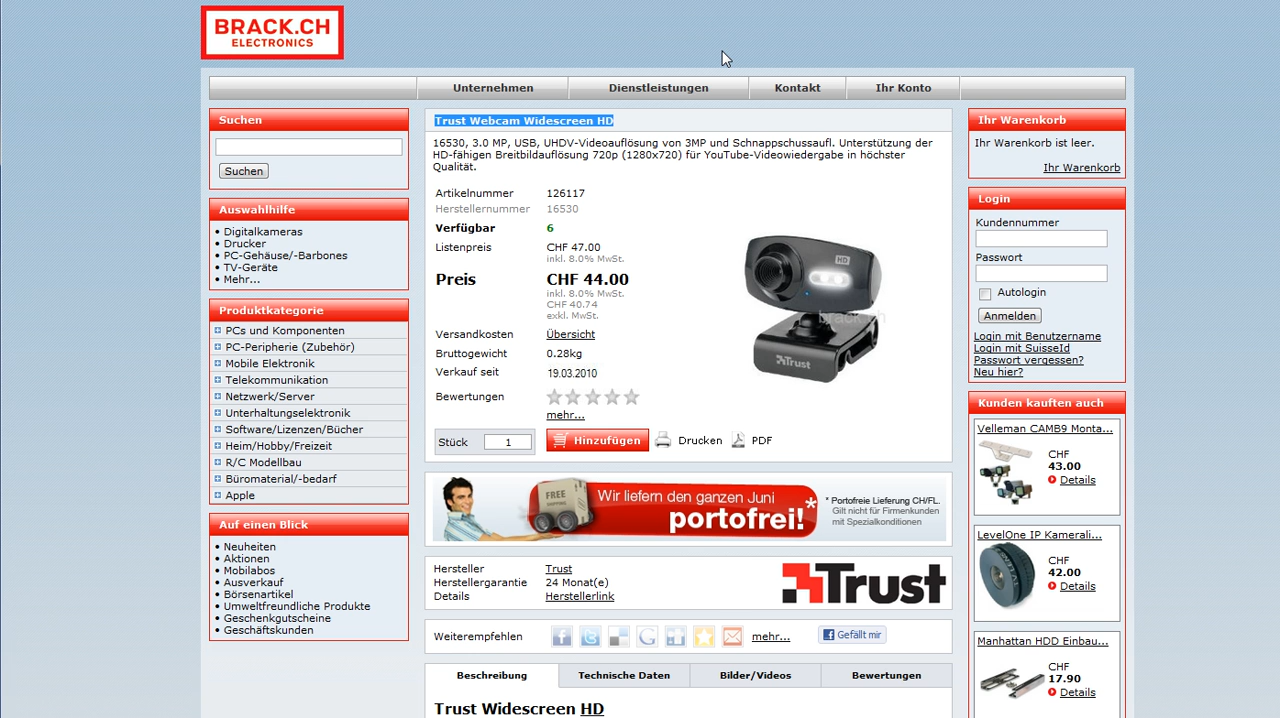 BRACK.CH
ELECTRONICS
Unternehmen
Dienstleistungen
Kontakt
Ihr Konto
Suchen
Suchen
Auswahlhilfe
• Digitalkameras
• Drucker
• PC-Gehäuse/-Barbones
• TV-Geräte
• Mehr...
Produktkategorie
PCs und Komponenten
PC-Peripherie (Zubehör)
Mobile Elektronik
Telekommunikation
Netzwerk/Server
Unterhaltungselektronik
Software/Lizenzen/Bücher
Heim/Hobby/Freizeit
R/C Modellbau
Büromaterial/-bedarf
Apple
Auf einen Blick
• Neuheiten
• Aktionen
• Mobilabos
• Ausverkauf
• Börsenartikel
• Umweltfreundliche Produkte
• Geschenkgutscheine
• Geschäftskunden
Trust Webcam Widescreen HD
16530, 3.0 MP, USB, UHDV-Videoauflösung von 3MP und Schnappschussaufl. Unterstützung der
HD-fähigen Breitbildauflösung 720p (1280x720) für YouTube-Videowiedergabe in höchster
Qualität.
Artikelnummer 126117
Herstellernummer 16530
Verfügbar 6
Listenpreis CHF 47.00
inkl. 8.0% MwSt.
Preis CHF 44.00
inkl. 8.0% MwSt.
CHF 40.74
exkl. MwSt.
Versandkosten Übersicht
Bruttogewicht 0.28kg
Verkauf seit 19.03.2010
Bewertungen
mehr...
Stück 1 Hinzufügen Drucken PDF
HD
brack.ch
Trust
FREE
SHIPPING
Wir liefern den ganzen Juni
portofrei!*
* Portofreie Lieferung CH/FL.
Gilt nicht für Firmenkunden
mit Spezialkonditionen
Hersteller Trust
Herstellergarantie 24 Monat(e)
Details Herstellerlink
Trust
Weiterempfehlen mehr... Gefällt mir
Beschreibung
Technische Daten
Bilder/Videos
Bewertungen
Trust Widescreen HD
Ihr Warenkorb
Ihr Warenkorb ist leer.
Ihr Warenkorb
Login
Kundennummer
Passwort
Autologin
Anmelden
Login mit Benutzername
Login mit SuisseId
Passwort vergessen?
Neu hier?
Kunden kauften auch
Velleman CAMB9 Monta...
CHF
43.00
Details
LevelOne IP Kamerali...
CHF
42.00
Details
Manhattan HDD Einbau...
CHF
17.90
Details